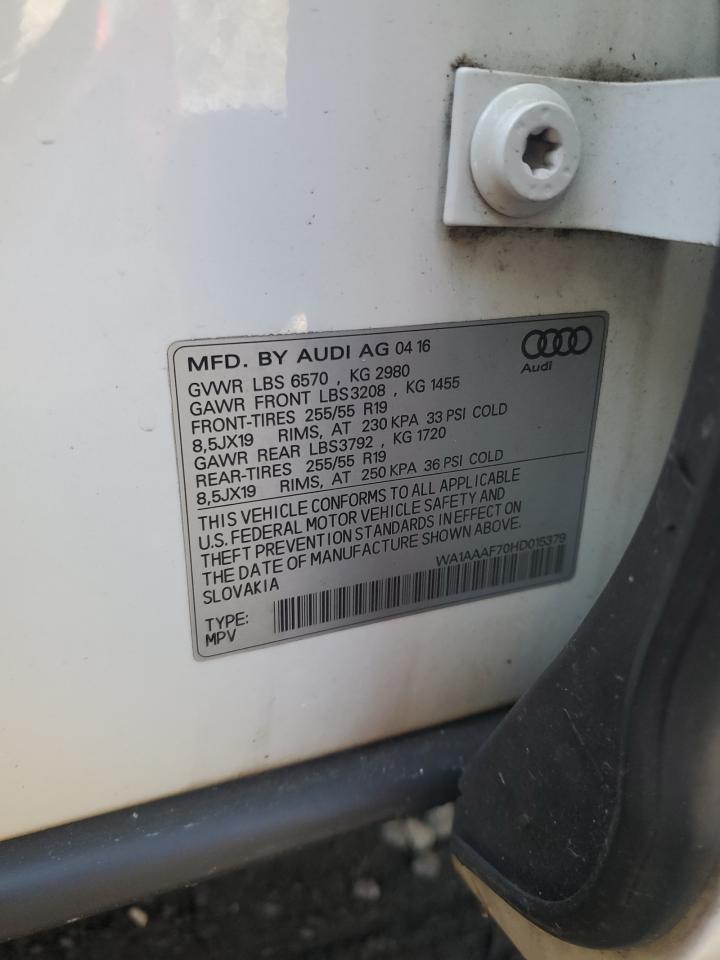 MFD. BY AUDI AG 04 16
Audi
GVWR LBS 6570 , KG 2980
GAWR FRONT LBS3208 , KG 1455
FRONT-TIRES 255/55 R19
8,5JX19 RIMS, AT 230 KPA 33 PSI COLD
GAWR REAR LBS3792 , KG 1720
REAR-TIRES 255/55 R19
8,5JX19 RIMS, AT 250 KPA 36 PSI COLD
THIS VEHICLE CONFORMS TO ALL APPLICABLE
U.S. FEDERAL MOTOR VEHICLE SAFETY AND
THEFT PREVENTION STANDARDS IN EFFECT ON
THE DATE OF MANUFACTURE SHOWN ABOVE.
SLOVAKIA WA1AAAF70HD015379
TYPE:
MPV